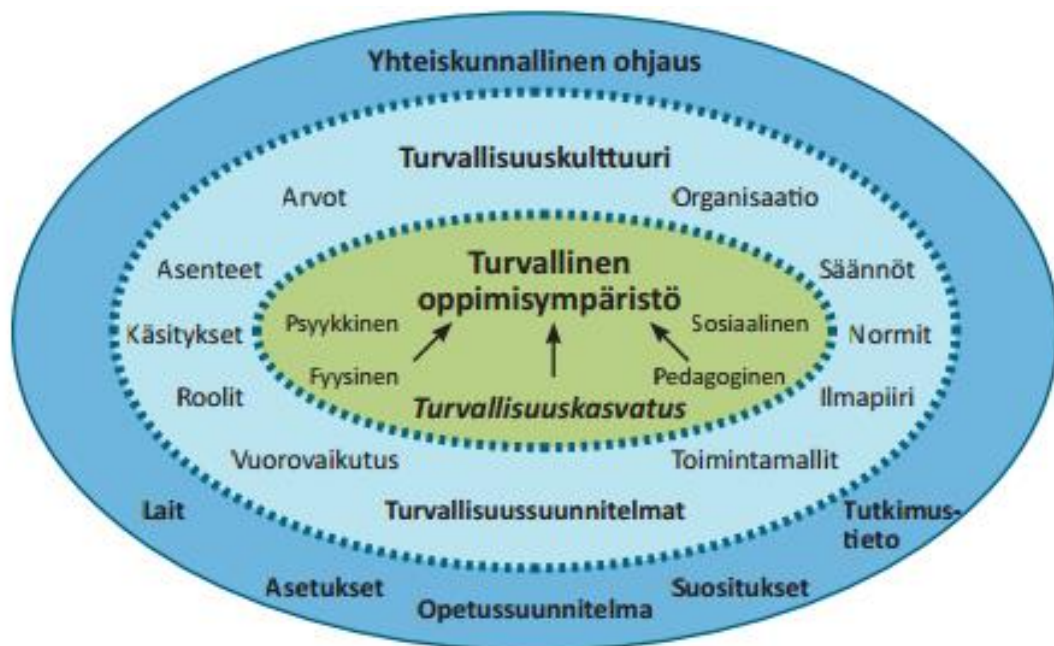 Yhteiskunnallinen ohjaus
Turvallisuuskulttuuri
Arvot
Organisaatio
Asenteet
Turvallinen
oppimisympäristö
Säännöt
Käsitykset
Psyykkinen
Sosiaalinen
Normit
Fyysinen
Pedagoginen
Roolit
Turvallisuuskasvatus
Ilmapiiri
Vuorovaikutus
Toimintamallit
Lait
Turvallisuussuunnitelmat
Tutkimus-
tieto
Asetukset
Opetussuunnitelma
Suositukset